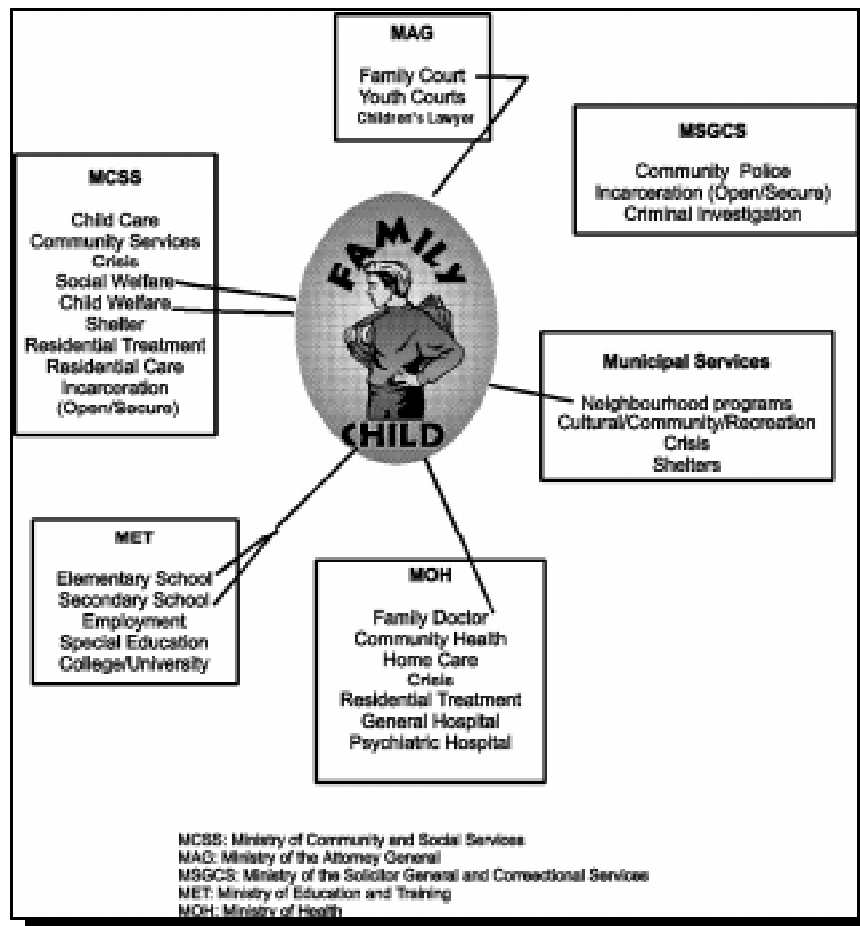 MAG
Family Court
Youth Courts
Children's Lawyer
MSGCS
Community Police
Incarceration (Open/Secure)
Criminal Investigation
MCSS
Child Care
Community Services
Crisis
Social Welfare
Child Welfare
Shelter
Residential Treatment
Residential Care
Incarceration
(Open/Secure)
FAMILY
CHILD
Municipal Services
Neighbourhood programs
Cultural/Community/Recreation
Crisis
Shelters
MET
Elementary School
Secondary School
Employment
Special Education
College/University
MOH
Family Doctor
Community Health
Home Care
Crisis
Residential Treatment
General Hospital
Psychiatric Hospital
MCSS: Ministry of Community and Social Services
MAG: Ministry of the Attorney General
MSGCS: Ministry of the Solicitor General and Correectional Services
MET: Ministry of Education and Training
MOH: Ministry of Health